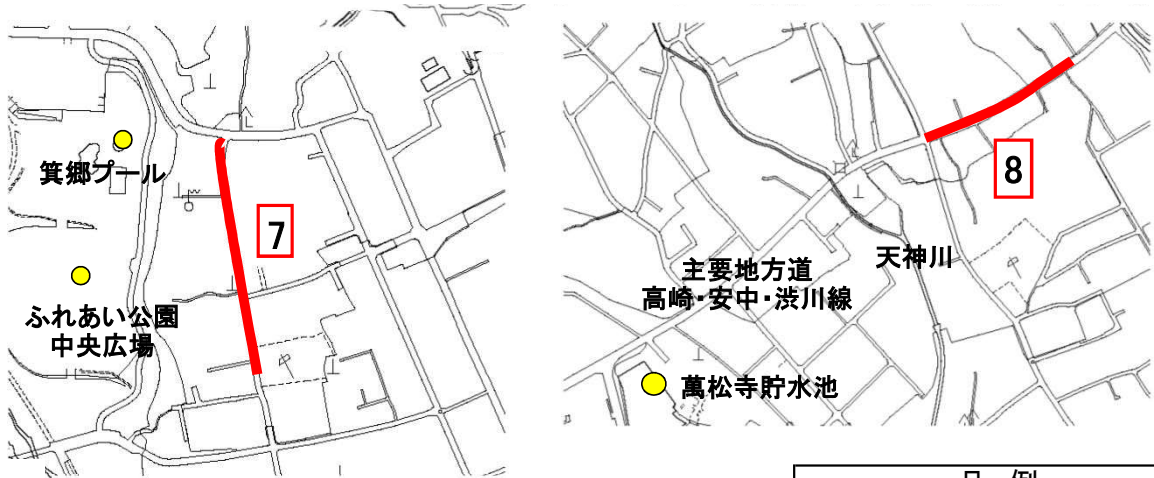 箕郷プール
7
ふれあい公園
中央広場
8
天神川
主要地方道
高崎・安中・渋川線
萬松寺貯水池
凡 例